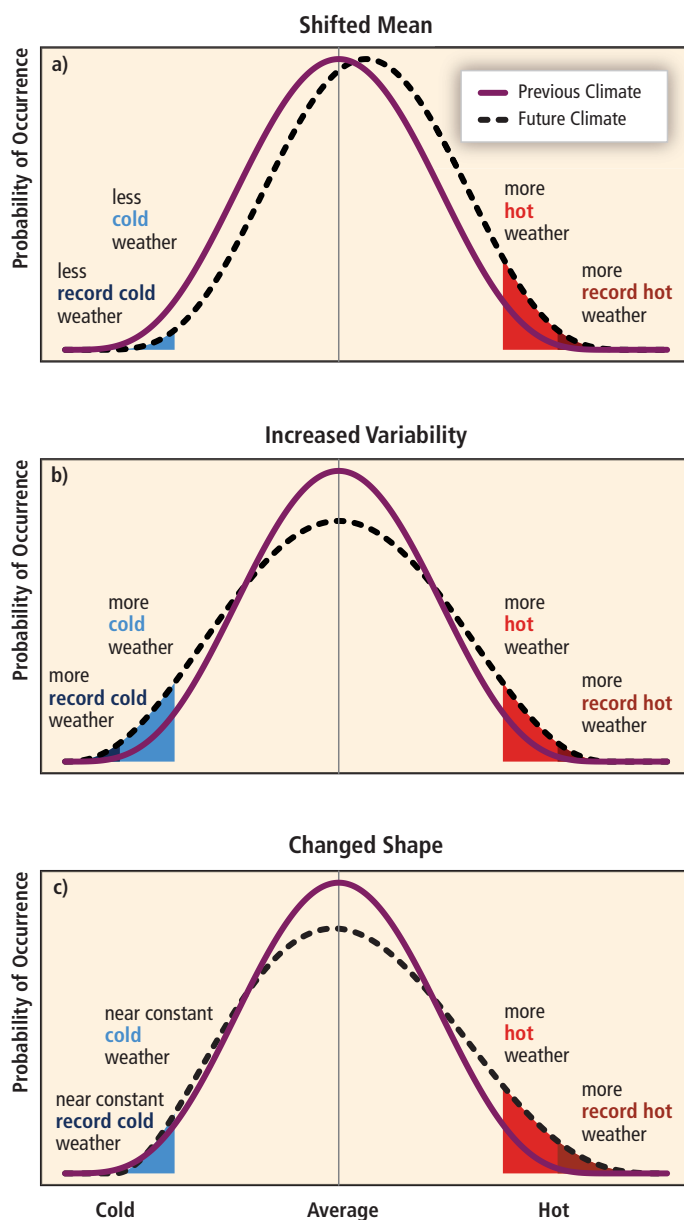 Shifted Mean
a)
Probability of Occurrence
Previous Climate
Future Climate
less
cold
weather
less
record cold
weather
more
hot
weather
more
record hot
weather
Increased Variability
b)
Probability of Occurrence
more
cold
weather
more
record cold
weather
more
hot
weather
more
record hot
weather
Changed Shape
c)
Probability of Occurrence
near constant
cold
weather
near constant
record cold
weather
more
hot
weather
more
record hot
weather
Cold Average Hot